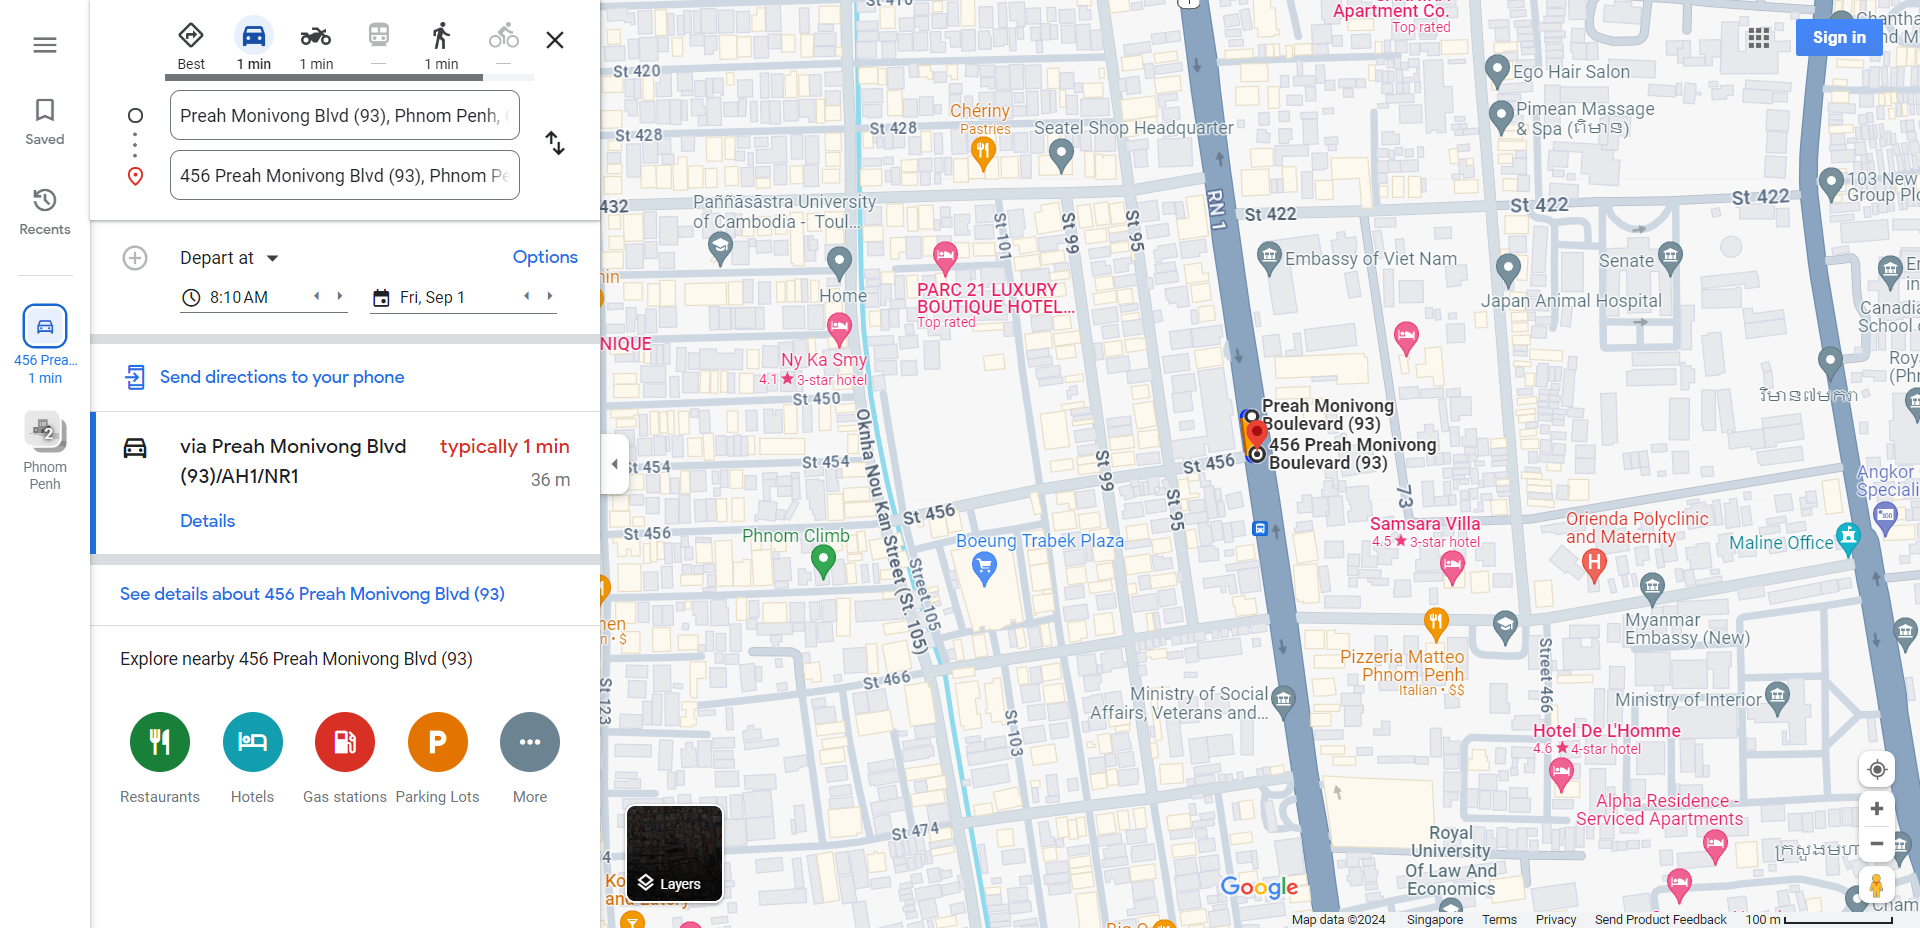 Saved
Recents
456 Prea...
1 min
2
Phnom
Penh
Best
1 min
1 min
—
1 min
—
Preah Monivong Blvd (93), Phnom Penh,
456 Preah Monivong Blvd (93), Phnom Pe
Depart at
Options
8:10 AM
Fri, Sep 1
Send directions to your phone
via Preah Monivong Blvd
(93)/AH1/NR1
typically 1 min
36 m
Details
See details about 456 Preah Monivong Blvd (93)
Explore nearby 456 Preah Monivong Blvd (93)
P
Restaurants
Hotels
Gas stations
Parking Lots
More
Sign in
Apartment Co.
Top rated
St 420
St 428
St 428
Chériny
Pastries
Seatel Shop Headquarter
Ego Hair Salon
Pimean Massage
& Spa (ពិមាន)
103 New
Group Pl
432
Paññāsāstra University
of Cambodia - Toul...
St 101
St 99
St 95
RN 1
St 422
St 422
St 422
Embassy of Viet Nam
Senate
Japan Animal Hospital
Home
PARC 21 LUXURY
BOUTIQUE HOTEL...
Top rated
NIQUE
Ny Ka Smy
4.1★3-star hotel
St 450
St 454
St 454
St 456
St 456
St 456
Oknha Nou Kan Street (St. 105)
Street 105
St 99
St 95
Preah Monivong
Boulevard (93)
456 Preah Monivong
Boulevard (93)
73
វិមាន៧មករា
Angkor
Speciali
Phnom Climb
Boeung Trabek Plaza
Samsara Villa
4.5★3-star hotel
Orienda Polyclinic
and Maternity
H
Maline Office
Myanmar
Embassy (New)
Pizzeria Matteo
Phnom Penh
Italian • $$
Street 466
St 466
St 123
St 103
Ministry of Social
Affairs, Veterans and...
Ministry of Interior
Hotel De L'Homme
4.6★4-star hotel
Alpha Residence -
Serviced Apartments
St 474
Royal
University
Of Law And
Economics
Layers
Google
Map data ©2024
Singapore
Terms
Privacy
Send Product Feedback
100 m